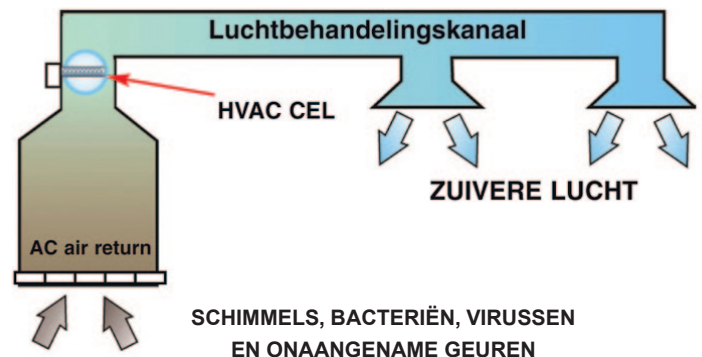 Luchtbehandelingskanaal
HVAC CEL
ZUIVERE LUCHT
AC air return
SCHIMMELS, BACTERIËN, VIRUSSEN
EN ONAANGENAME GEUREN